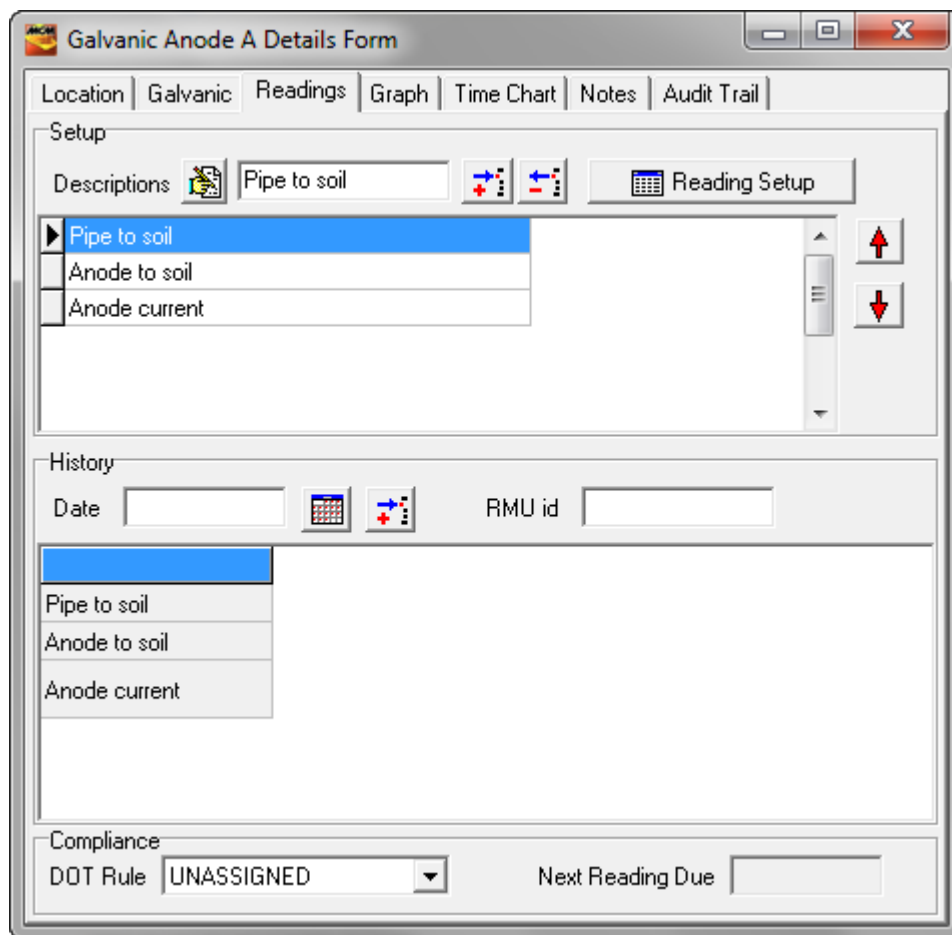 MCM Galvanic Anode A Details Form
Location Galvanic Readings Graph Time Chart Notes Audit Trail
Setup
Descriptions Pipe to soil Reading Setup
Pipe to soil
Anode to soil
Anode current
History
Date RMU id
Pipe to soil
Anode to soil
Anode current
Compliance
DOT Rule UNASSIGNED Next Reading Due